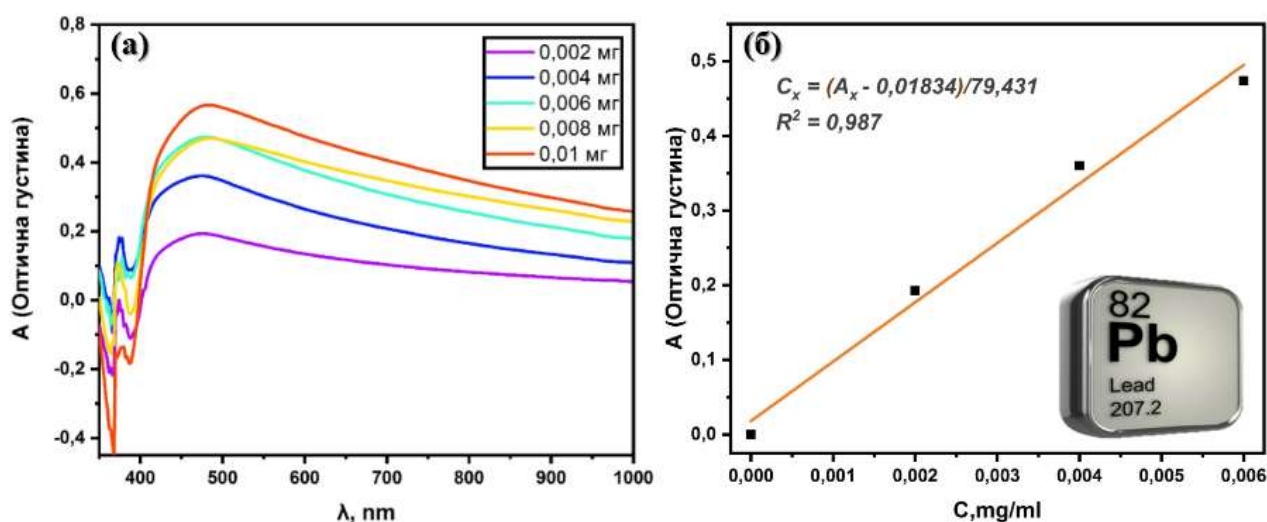 (а)
0,8
0,6
0,4
0,2
0,0
-0,2
-0,4
А (Оптична густина)
0,002 мг
0,004 мг
0,006 мг
0,008 мг
0,01 мг
400 500 600 700 800 900 1000
λ, nm
(б)
0,5
0,4
0,3
0,2
0,1
0,0
А (Оптична густина)
Cx = (Ax - 0,01834)/79,431
R² = 0,987
82
Pb
Lead
207.2
0,000 0,001 0,002 0,003 0,004 0,005 0,006
C,mg/ml